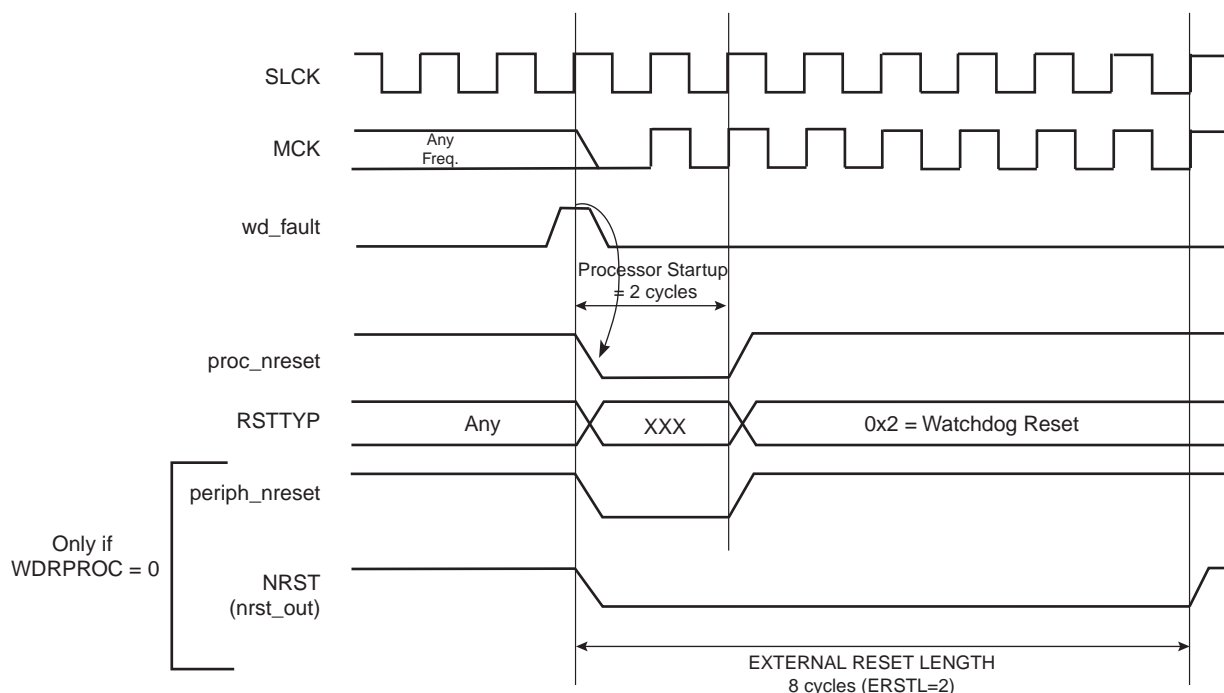 SLCK
MCK
Any
Freq.
wd_fault
Processor Startup
= 2 cycles
proc_nreset
RSTTYP
Any
XXX
0x2 = Watchdog Reset
periph_nreset
Only if
WDRPROC = 0
NRST
(nrst_out)
EXTERNAL RESET LENGTH
8 cycles (ERSTL=2)